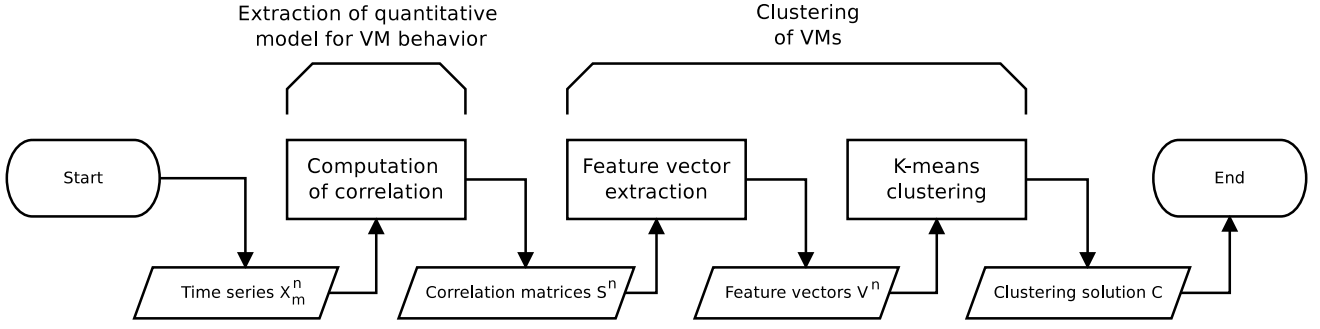 Extraction of quantitative
model for VM behavior
Clustering
of VMs
Start
Computation
of correlation
Feature vector
extraction
K-means
clustering
End
Time series X_m^n
Correlation matrices S^n
Feature vectors V^n
Clustering solution C